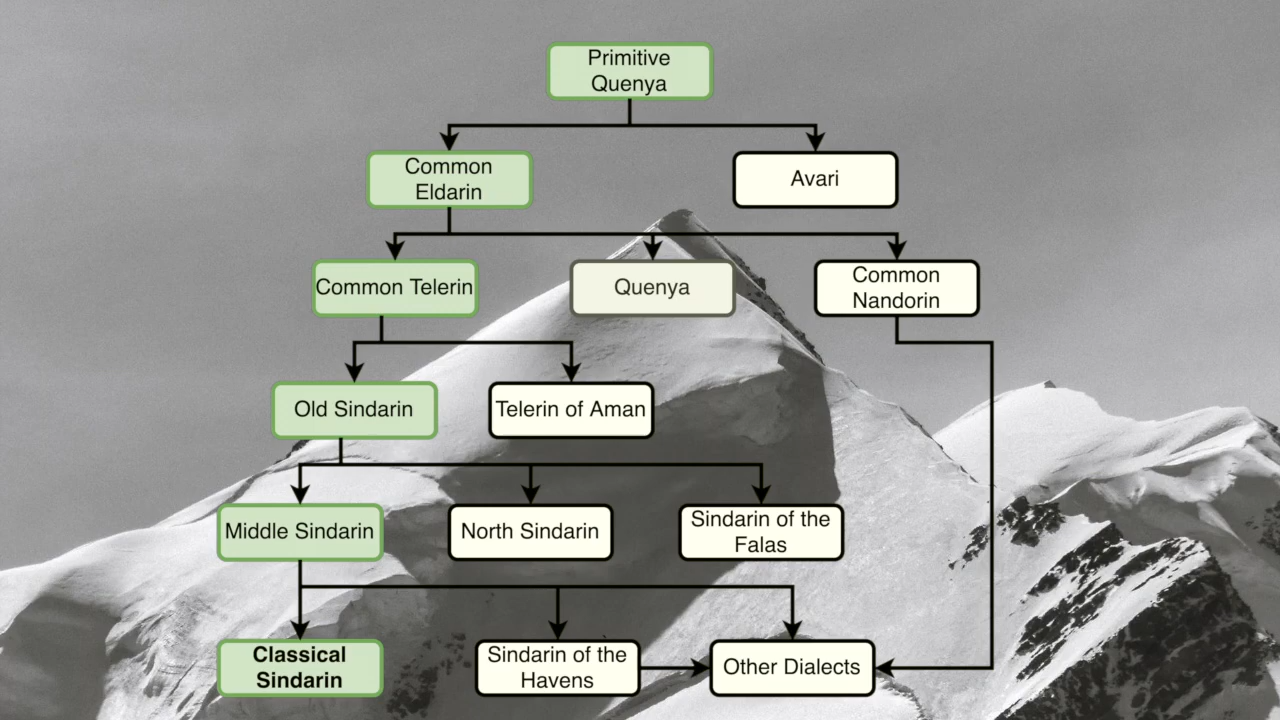 Primitive
Quenya
Common
Eldarin
Avari
Common Telerin
Quenya
Common
Nandorin
Old Sindarin
Telerin of Aman
Middle Sindarin
North Sindarin
Sindarin of the
Falas
Classical
Sindarin
Sindarin of the
Havens
Other Dialects